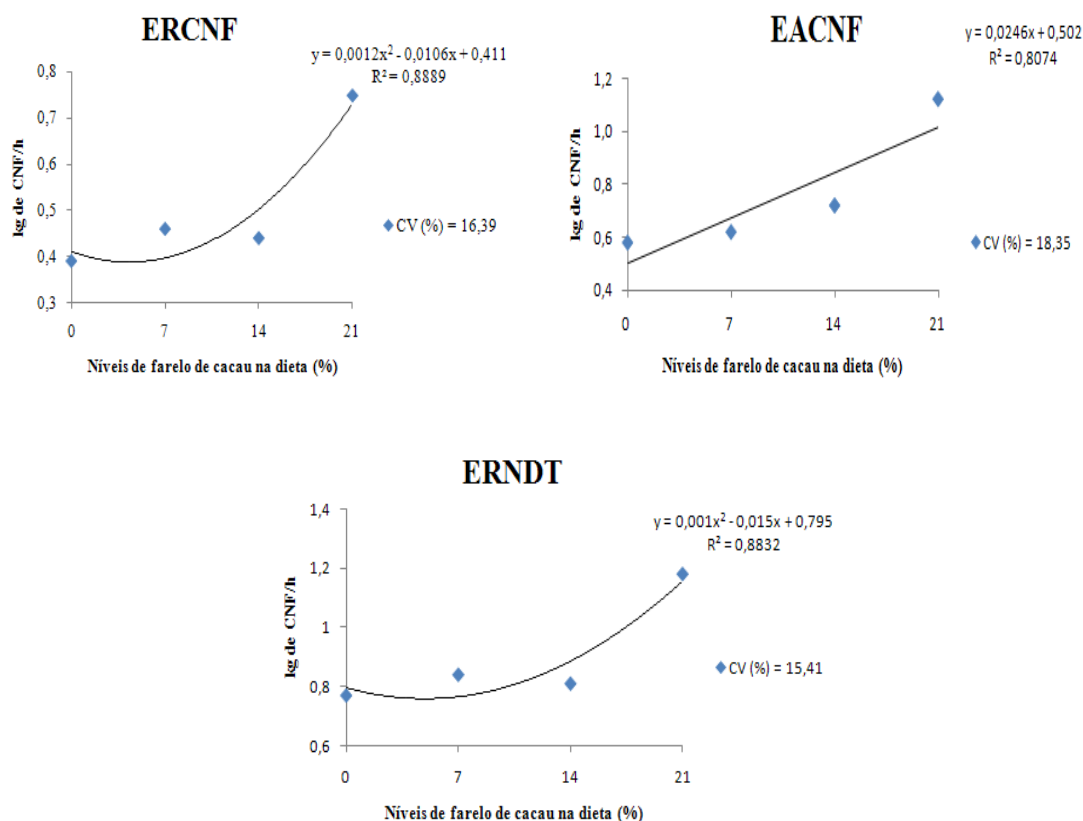 ERCNF
y = 0,0012x² - 0,0106x + 0,411
R² = 0,8889
0,8
0,7
0,6
0,5
0,4
0,3
kg de CNF/h
0
7
14
21
CV (%) = 16,39
Níveis de farelo de cacau na dieta (%)
EACNF
y = 0,0246x + 0,502
R² = 0,8074
1,2
1,0
0,8
0,6
0,4
kg de CNF/h
0
7
14
21
CV (%) = 18,35
Níveis de farelo de cacau na dieta (%)
ERNDT
y = 0,001x² - 0,015x + 0,795
R² = 0,8832
1,4
1,2
1
0,8
0,6
kg de CNF/h
0
7
14
21
CV (%) = 15,41
Níveis de farelo de cacau na dieta (%)